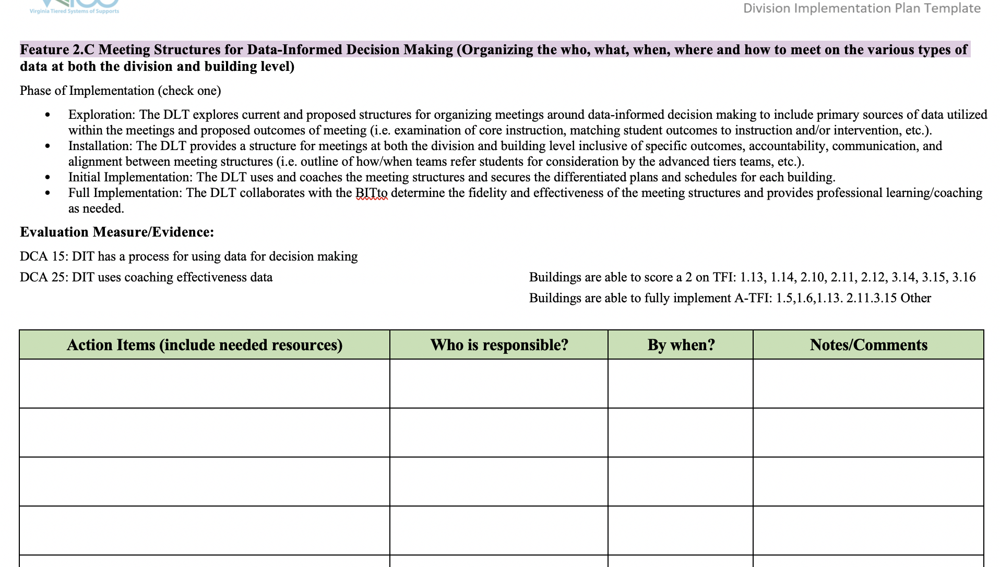 Virginia Tiered Systems of Supports
Division Implementation Plan Template
Feature 2.C Meeting Structures for Data-Informed Decision Making (Organizing the who, what, when, where and how to meet on the various types of
data at both the division and building level)
Phase of Implementation (check one)
• Exploration: The DLT explores current and proposed structures for organizing meetings around data-informed decision making to include primary sources of data utilized
within the meetings and proposed outcomes of meeting (i.e. examination of core instruction, matching student outcomes to instruction and/or intervention, etc.).
• Installation: The DLT provides a structure for meetings at both the division and building level inclusive of specific outcomes, accountability, communication, and
alignment between meeting structures (i.e. outline of how/when teams refer students for consideration by the advanced tiers teams, etc.).
• Initial Implementation: The DLT uses and coaches the meeting structures and secures the differentiated plans and schedules for each building.
• Full Implementation: The DLT collaborates with the BITto determine the fidelity and effectiveness of the meeting structures and provides professional learning/coaching
as needed.
Evaluation Measure/Evidence:
DCA 15: DIT has a process for using data for decision making
DCA 25: DIT uses coaching effectiveness data
Buildings are able to score a 2 on TFI: 1.13, 1.14, 2.10, 2.11, 2.12, 3.14, 3.15, 3.16
Buildings are able to fully implement A-TFI: 1.5,1.6,1.13. 2.11.3.15 Other
Action Items (include needed resources)
Who is responsible?
By when?
Notes/Comments